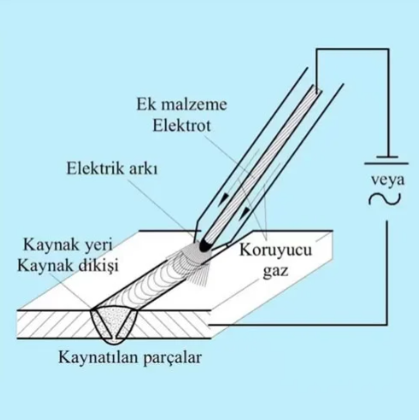 Ek malzeme
Elektrot
Elektrik arkı
veya
Kaynak yeri
Kaynak dikişi
Koruyucu
gaz
Kaynatılan parçalar